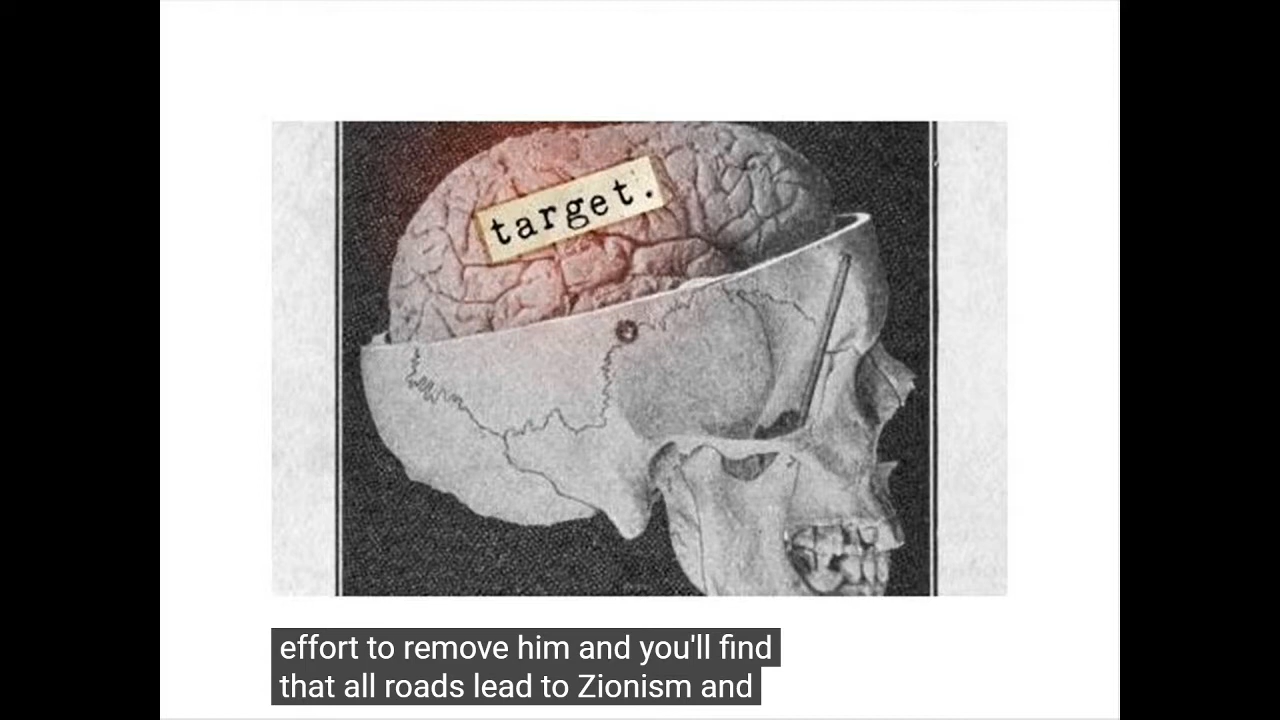 target.
effort to remove him and you'll find
that all roads lead to Zionism and